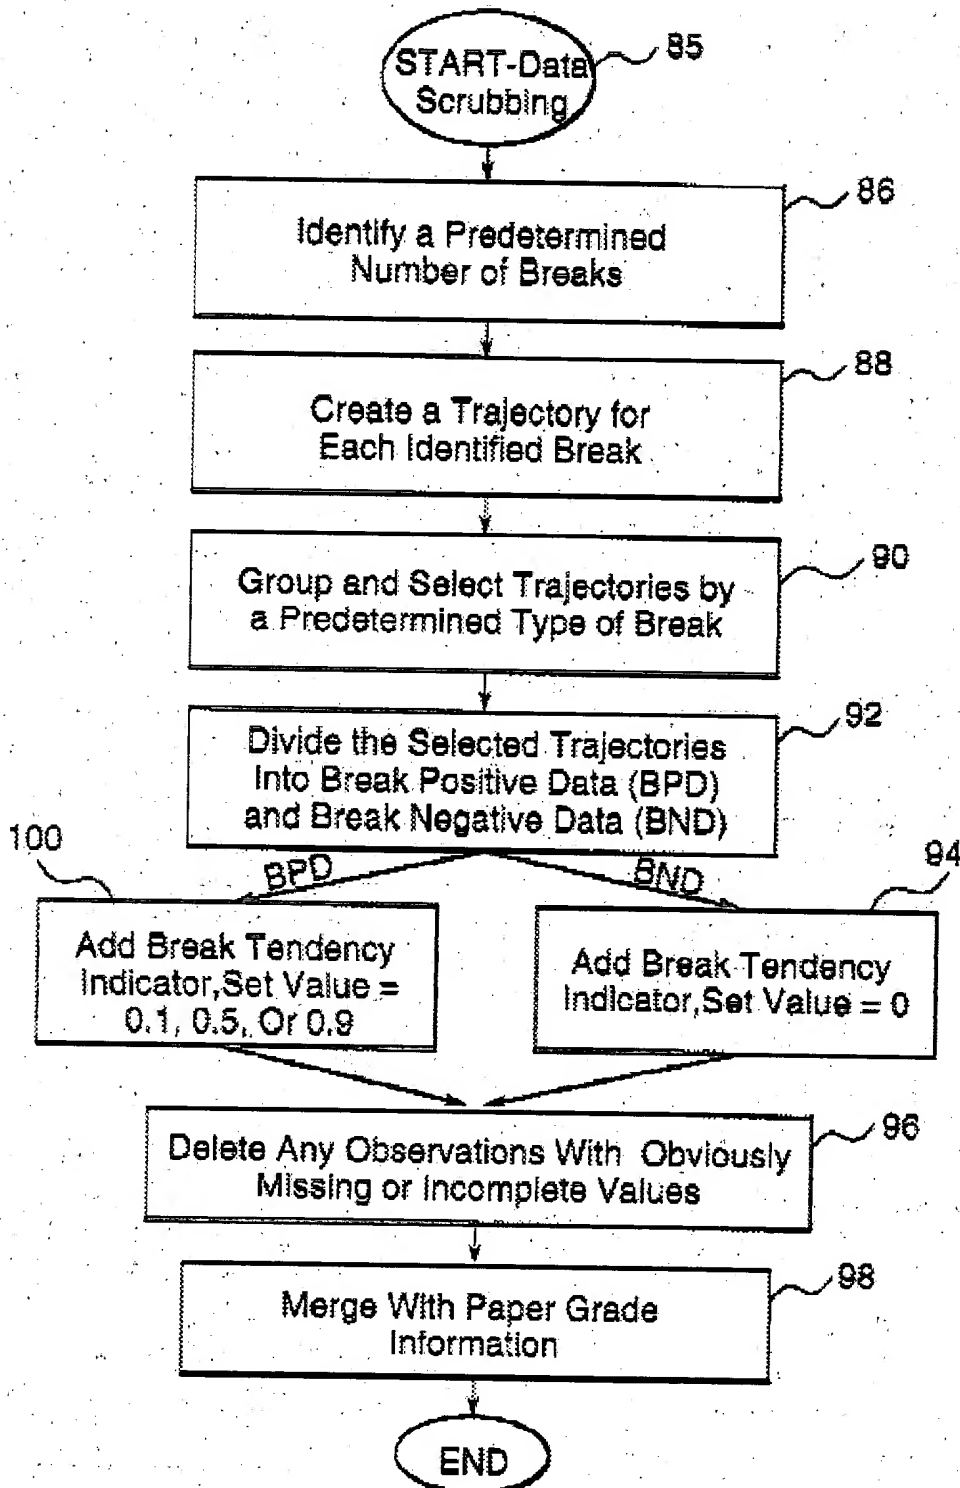 START-Data
Scrubbing
85
Identify a Predetermined
Number of Breaks
86
Create a Trajectory for
Each Identified Break
88
Group and Select Trajectories by
a Predetermined Type of Break
90
Divide the Selected Trajectories
Into Break Positive Data (BPD)
and Break Negative Data (BND)
92
BPD
BND
100
Add Break Tendency
Indicator,Set Value =
0.1, 0.5, Or 0.9
94
Add Break Tendency
Indicator,Set Value = 0
Delete Any Observations With Obviously
Missing or Incomplete Values
96
Merge With Paper Grade
Information
98
END